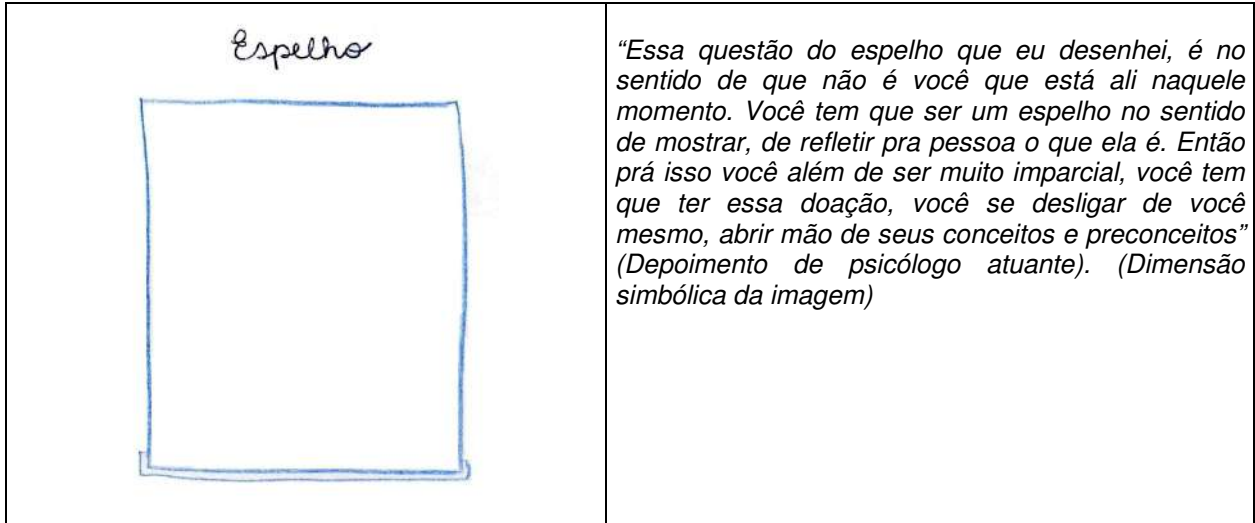 Espelho
“Essa questão do espelho que eu desenhei, é no
sentido de que não é você que está ali naquele
momento. Você tem que ser um espelho no sentido
de mostrar, de refletir pra pessoa o que ela é. Então
prá isso você além de ser muito imparcial, você tem
que ter essa doação, você se desligar de você
mesmo, abrir mão de seus conceitos e preconceitos”
(Depoimento de psicólogo atuante). (Dimensão
simbólica da imagem)